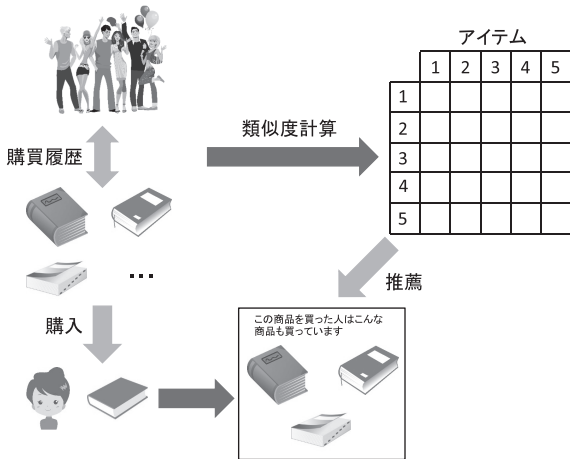 アイテム
1 2 3 4 5
1
2
3
4
5
類似度計算
購買履歴
...
推薦
購入
この商品を買った人はこんな
商品も買っています